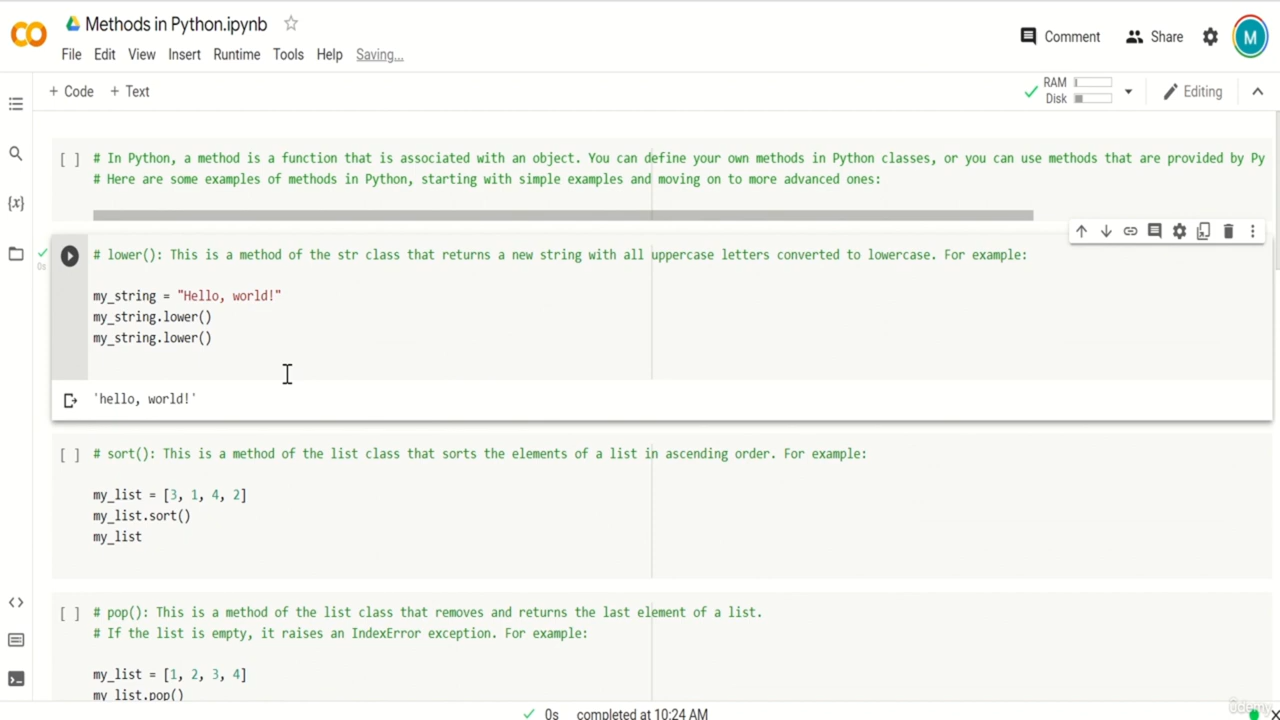 Methods in Python.ipynb
Comment
Share
M
File Edit View Insert Runtime Tools Help Saving...
+ Code + Text
RAM
Disk
Editing
[ ] # In Python, a method is a function that is associated with an object. You can define your own methods in Python classes, or you can use methods that are provided by Py
# Here are some examples of methods in Python, starting with simple examples and moving on to more advanced ones:
{x}
0s
# lower(): This is a method of the str class that returns a new string with all uppercase letters converted to lowercase. For example:
my_string = "Hello, world!"
my_string.lower()
my_string.lower()
'hello, world!'
[ ] # sort(): This is a method of the list class that sorts the elements of a list in ascending order. For example:
my_list = [3, 1, 4, 2]
my_list.sort()
my_list
[ ] # pop(): This is a method of the list class that removes and returns the last element of a list.
# If the list is empty, it raises an IndexError exception. For example:
my_list = [1, 2, 3, 4]
my_list.pop()
0s completed at 10:24 AM
Udemy